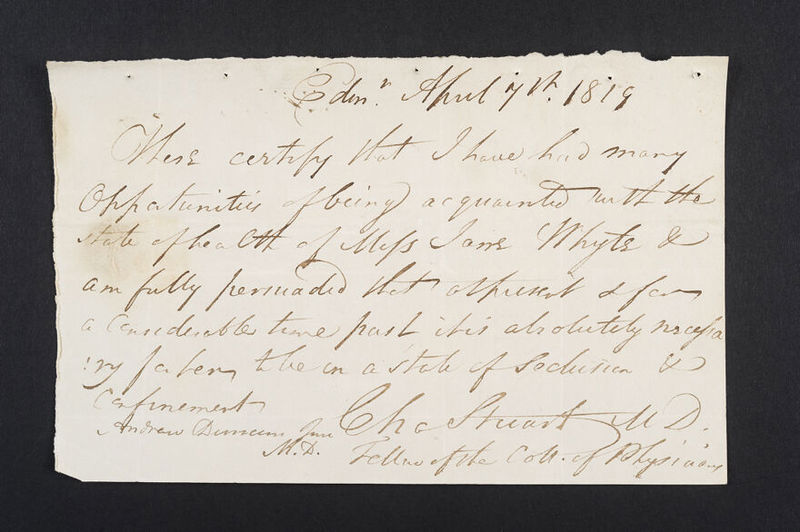 Edinr. April 7th. 1819
These certify that I have had many
Opportunities of being acquainted with the
state of health of Miss Jane Whyte &
am fully persuaded that at present & for
a Considerable time past it is absolutely necessa
:ry for her to be in a state of Seclusion &
Confinement
Andrew Duncan Junr Cha Stuart M D.
M.D. Fellow of the Coll. of Physicians